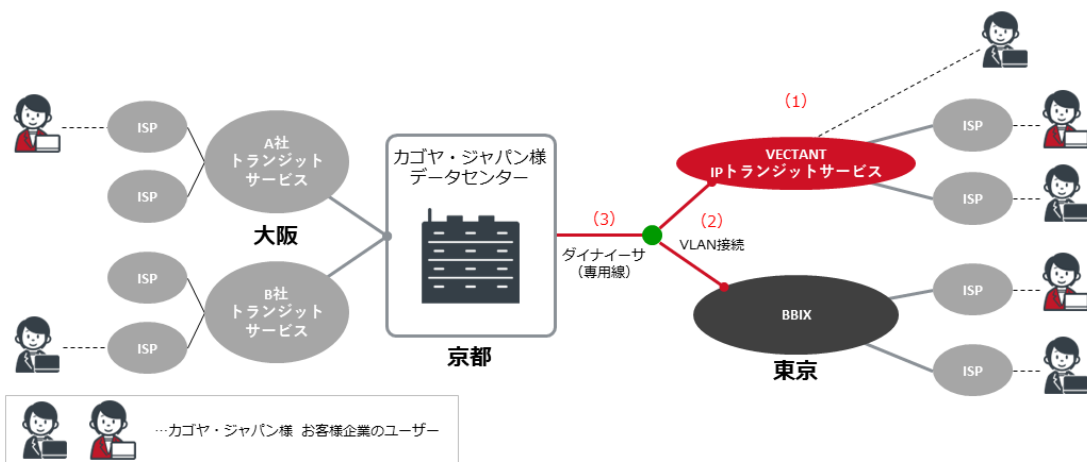 ISP
A社
トランジット
サービス
ISP
大阪
ISP
B社
トランジット
サービス
ISP
カゴヤ・ジャパン様
データセンター
京都
(3)
ダイナイーサ
(専用線)
(1)
VECTANT
IPトランジットサービス
(2)
VLAN接続
BBIX
東京
ISP
ISP
ISP
ISP
…カゴヤ・ジャパン様 お客様企業のユーザー